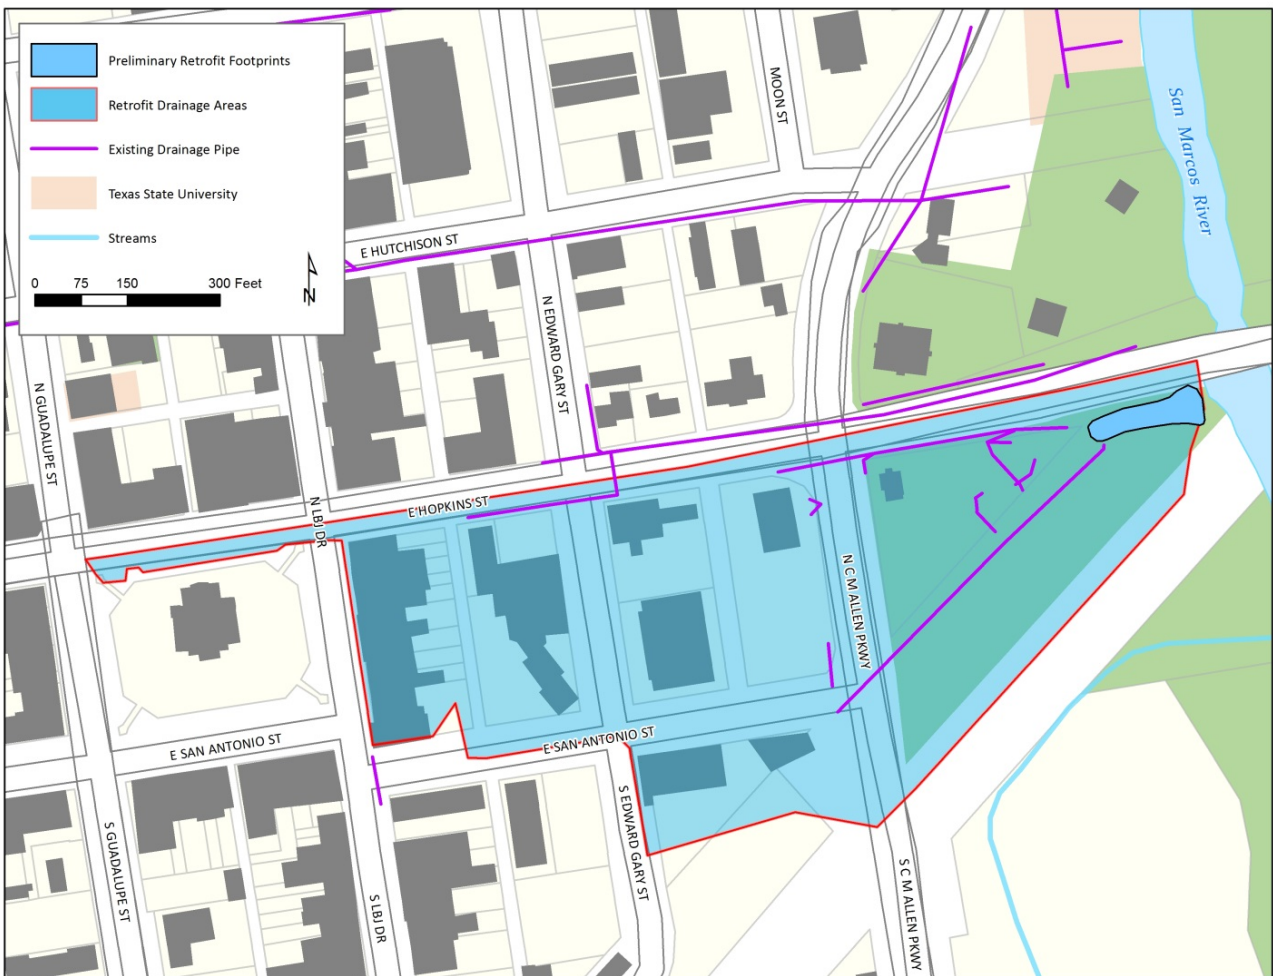 Preliminary Retrofit Footprints
Retrofit Drainage Areas
Existing Drainage Pipe
Texas State University
Streams
0 75 150 300 Feet
N
MOON ST
San Marcos River
E HUTCHISON ST
N EDWARD GARY ST
N GUADALUPE ST
N LBJ DR
E HOPKINS ST
N C M ALLEN PKWY
E SAN ANTONIO ST
E SAN ANTONIO ST
S GUADALUPE ST
S LBJ DR
S EDWARD GARY ST
S C M ALLEN PKWY